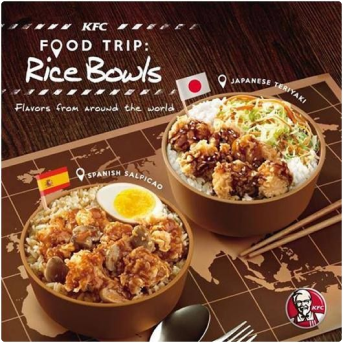 KFC
FOOD TRIP:
Rice Bowls
Flavors from around the world
JAPANESE TERIYAKI
SPANISH SALPICAO
KFC